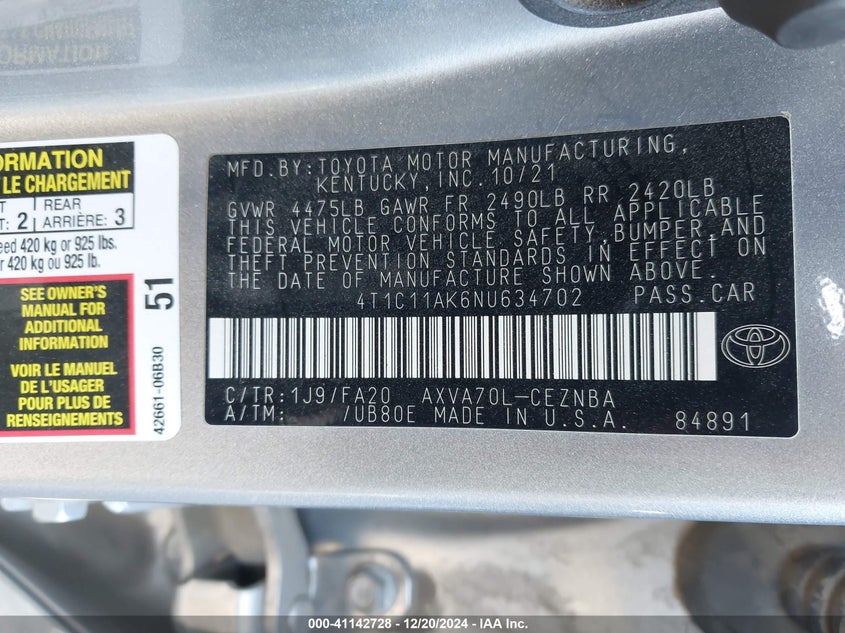 ORMATION
LE CHARGEMENT
T
: 2
REAR
ARRIÈRE: 3
eed 420 kg or 925 lbs.
r 420 kg ou 925 lb.
SEE OWNER'S
MANUAL FOR
ADDITIONAL
INFORMATION
VOIR LE MANUEL
DE L'USAGER
POUR PLUS DE
RENSEIGNEMENTS
51
42661-06B30
MFD.BY:TOYOTA MOTOR MANUFACTURING,
KENTUCKY,INC.10/21
GVWR 4475LB GAWR FR 2490LB RR 2420LB
THIS VEHICLE CONFORMS TO ALL APPLICABLE
FEDERAL MOTOR VEHICLE SAFETY,BUMPER,AND
THEFT PREVENTION STANDARDS IN EFFECT ON
THE DATE OF MANUFACTURE SHOWN ABOVE.
4T1C11AK6NU634702 PASS.CAR
C/TR:1J9/FA20 AXVA70L-CEZNBA
A/TM: /UB80E MADE IN U.S.A. 84891
000-41142728 - 12/20/2024 - IAA Inc.